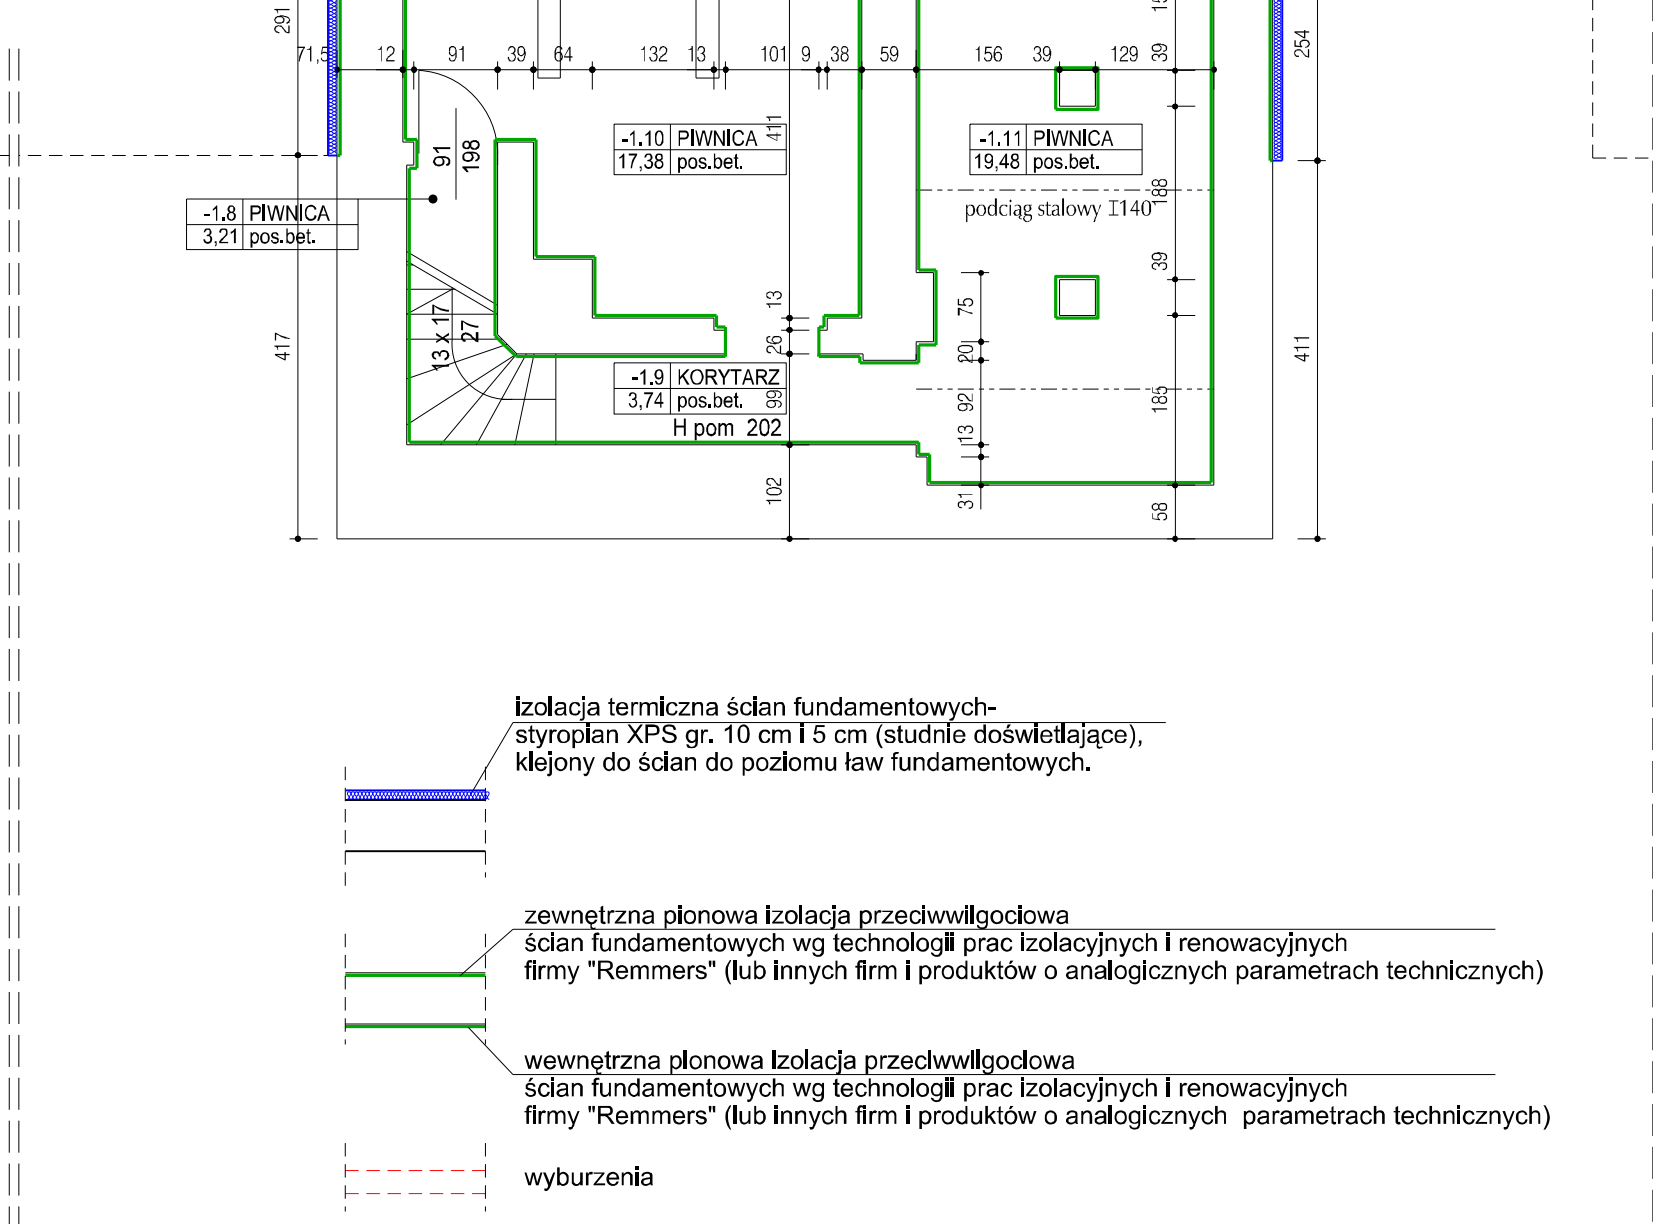 291
71,5 12 91 39 64 132 13 101 9 38 59 156 39 129
39
254
411
-1.10 PIWNICA
17,38 pos.bet.
-1.11 PIWNICA
19,48 pos.bet.
91
198
188
podciąg stalowy I140
-1.8 PIWNICA
3,21 pos.bet.
39
13
75
13 x 17
27
417
26
20
411
-1.9 KORYTARZ
3,74 pos.bet.
99
92
185
H pom 202
13
102
31
58
izolacja termiczna ścian fundamentowych-
styropian XPS gr. 10 cm i 5 cm (studnie doświetlające),
klejony do ścian do poziomu ław fundamentowych.
zewnętrzna pionowa izolacja przeciwwilgociowa
ścian fundamentowych wg technologii prac izolacyjnych i renowacyjnych
firmy "Remmers" (lub innych firm i produktów o analogicznych parametrach technicznych)
wewnętrzna pionowa izolacja przeciwwilgociowa
ścian fundamentowych wg technologii prac izolacyjnych i renowacyjnych
firmy "Remmers" (lub innych firm i produktów o analogicznych parametrach technicznych)
wyburzenia